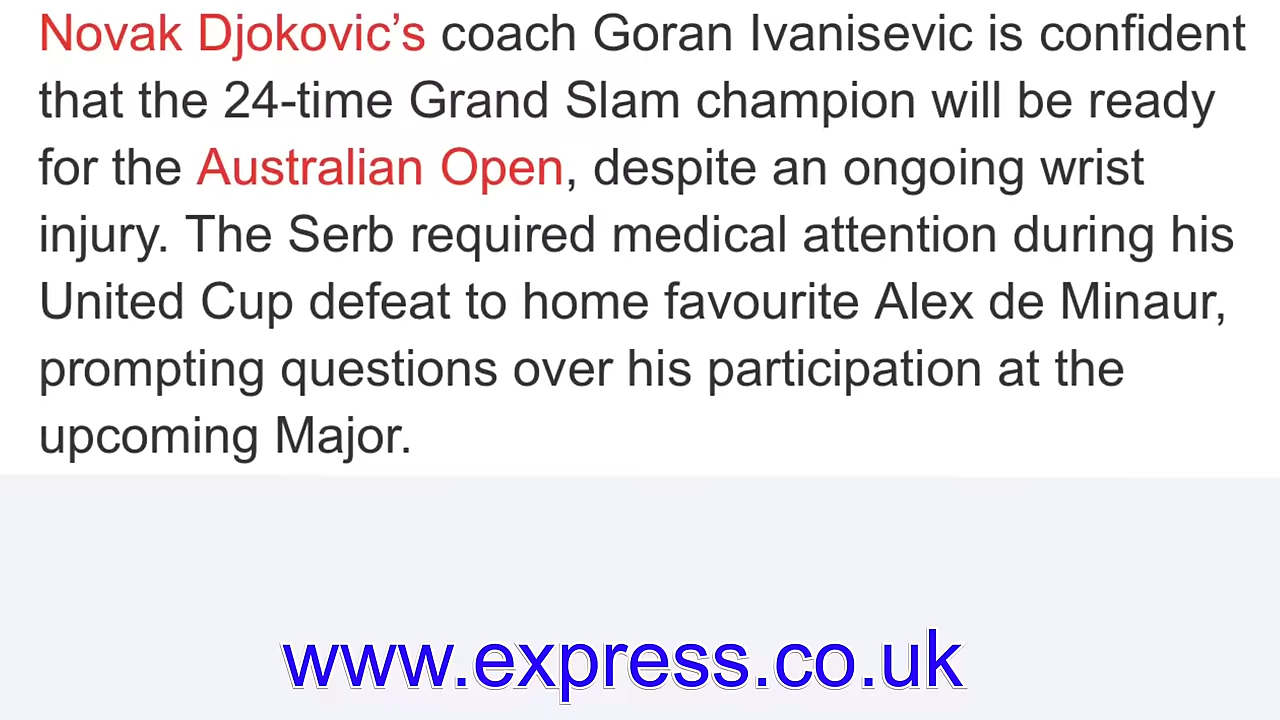 Novak Djokovic’s coach Goran Ivanisevic is confident
that the 24-time Grand Slam champion will be ready
for the Australian Open, despite an ongoing wrist
injury. The Serb required medical attention during his
United Cup defeat to home favourite Alex de Minaur,
prompting questions over his participation at the
upcoming Major.
www.express.co.uk